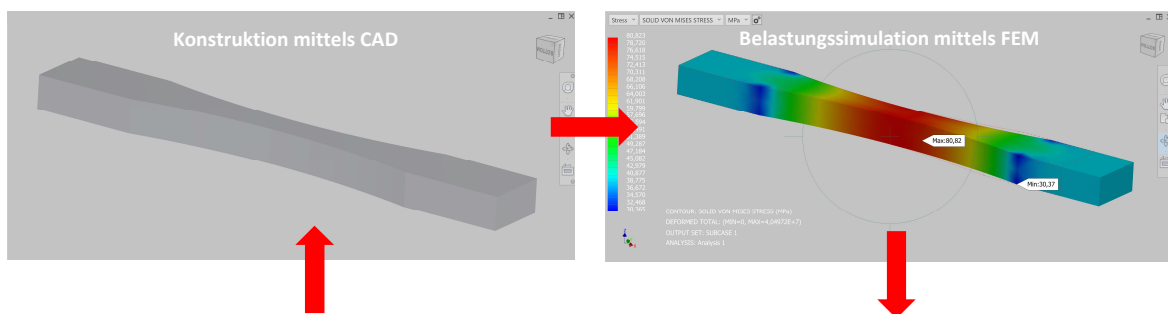 Konstruktion mittels CAD
Stress SOLID VON MISES STRESS MPa
Belastungssimulation mittels FEM
80,823
78,720
76,618
74,515
72,413
70,311
68,208
66,106
64,003
61,901
59,799
47,184
45,082
42,979
40,877
38,775
36,672
34,570
32,468
30,365
Max:80,82
Min:30,37
CONTOUR: SOLID VON MISES STRESS (MPa)
OUTPUT SET: SUBCASE 1
ANALYSIS: Analysis 1